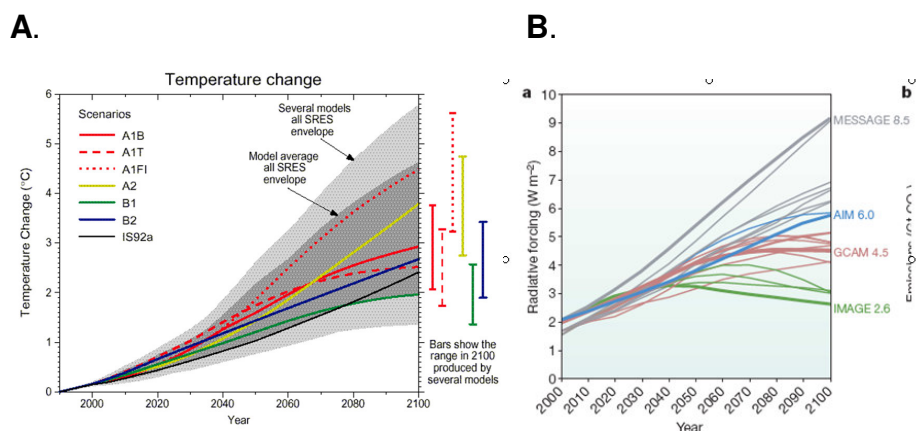 A.
B.
Temperature change
6
5
4
3
2
1
0
Temperature Change (°C)
Scenarios
A1B
A1T
A1FI
A2
B1
B2
IS92a
Several models
all SRES
envelope
Model average
all SRES
envelope
2000
2020
2040
2060
2080
2100
Year
Bars show the
range in 2100
produced by
several models
a
10
9
8
7
6
5
4
3
2
1
0
Radiative forcing (W m⁻²)
MESSAGE 8.5
AIM 6.0
GCAM 4.5
IMAGE 2.6
2000
2010
2020
2030
2040
2050
2060
2070
2080
2090
2100
Year
b